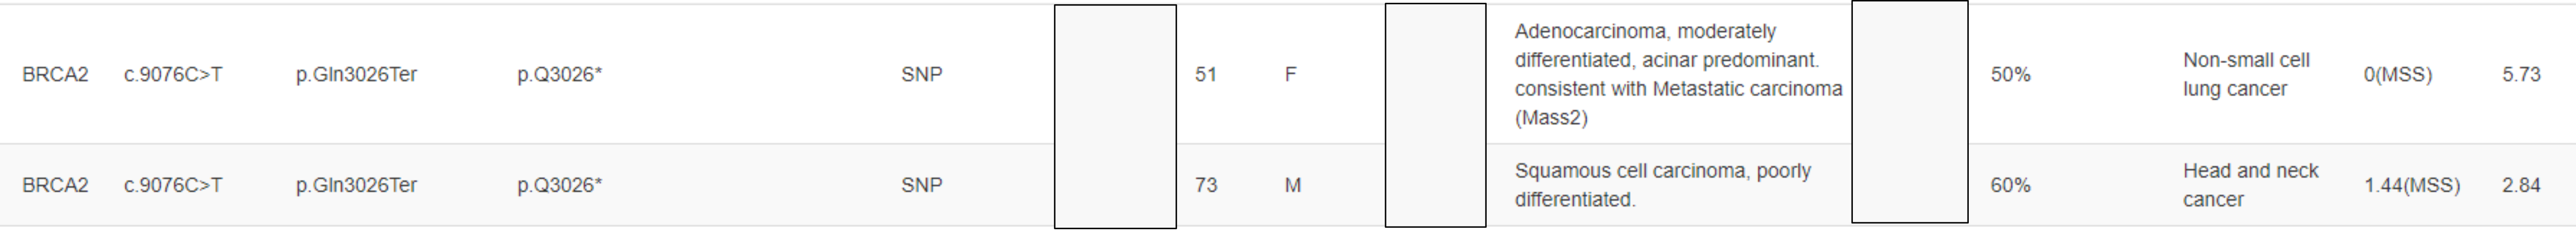 BRCA2 c.9076C>T p.Gln3026Ter p.Q3026* SNP 51 F Adenocarcinoma, moderately
differentiated, acinar predominant.
consistent with Metastatic carcinoma
(Mass2) 50% Non-small cell
lung cancer 0(MSS) 5.73
BRCA2 c.9076C>T p.Gln3026Ter p.Q3026* SNP 73 M Squamous cell carcinoma, poorly
differentiated. 60% Head and neck
cancer 1.44(MSS) 2.84